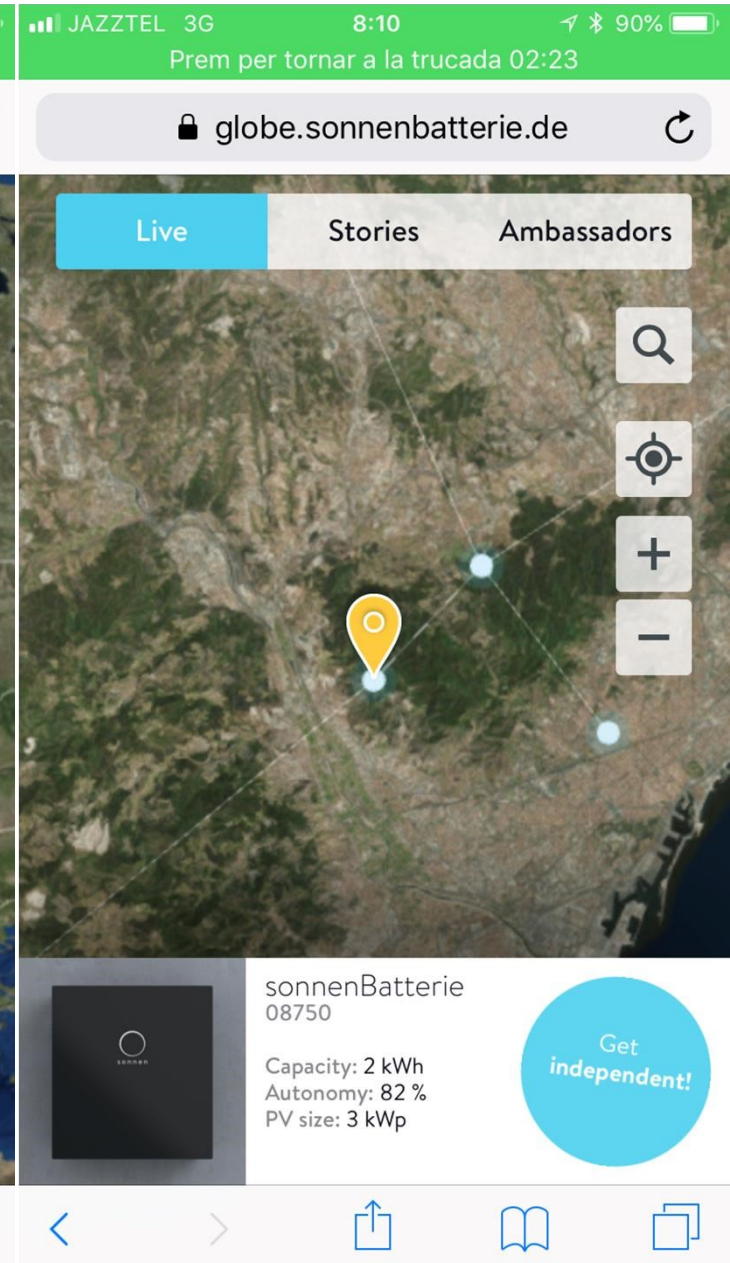 JAZZTEL 3G 8:10 90%
Prem per tornar a la trucada 02:23
globe.sonnenbatterie.de
Live Stories Ambassadors
sonnenBatterie
08750
Capacity: 2 kWh
Autonomy: 82 %
PV size: 3 kWp
sonnen
Get
independent!